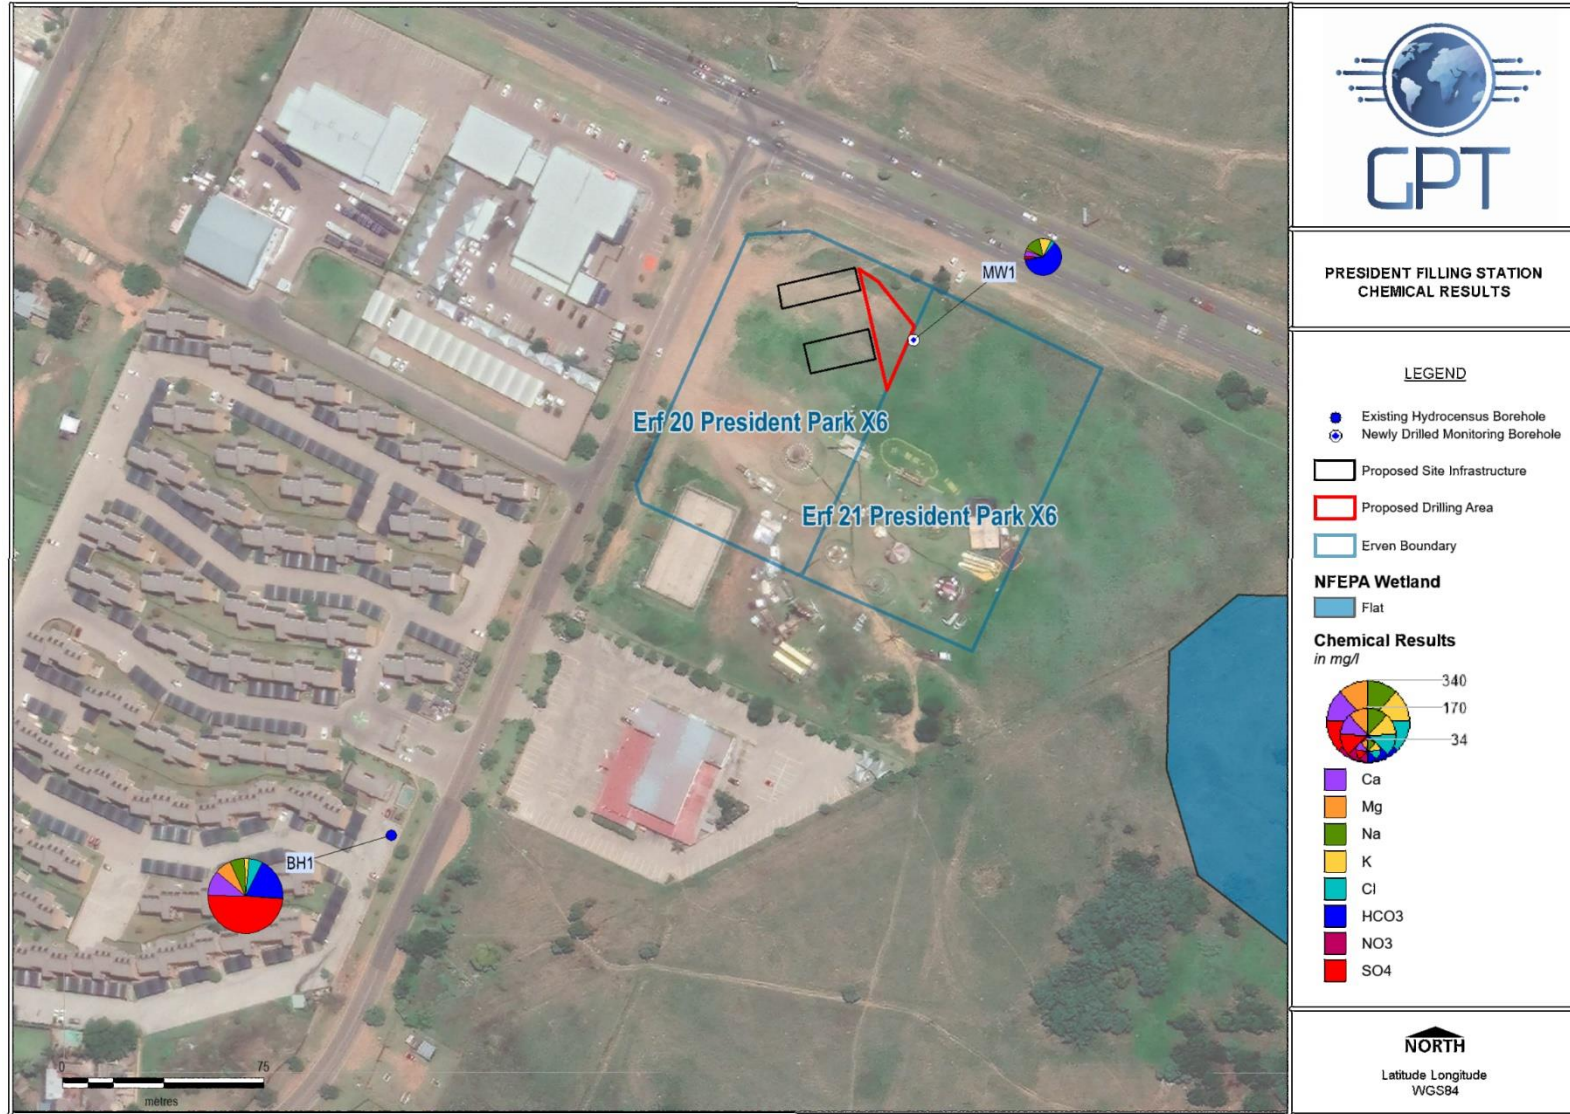 MW1
Erf 20 President Park X6
Erf 21 President Park X6
BH1
0 75
metres
GPT
PRESIDENT FILLING STATION
CHEMICAL RESULTS
LEGEND
Existing Hydrocensus Borehole
Newly Drilled Monitoring Borehole
Proposed Site Infrastructure
Proposed Drilling Area
Erven Boundary
NFEPA Wetland
Flat
Chemical Results
in mg/l
340
170
34
Ca
Mg
Na
K
Cl
HCO3
NO3
SO4
NORTH
Latitude Longitude
WGS84